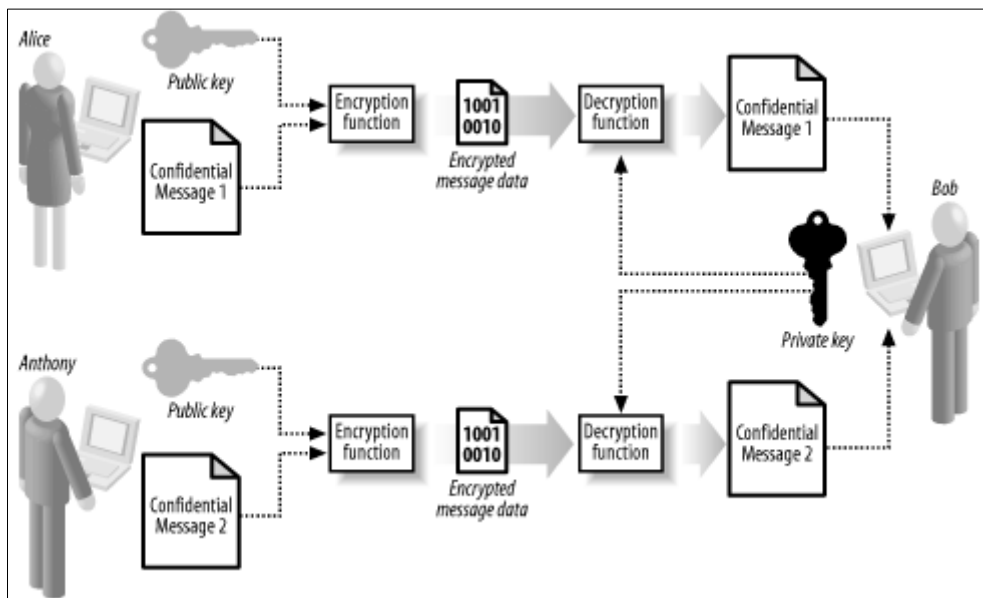 Alice
Public key
Confidential
Message 1
Encryption
function
1001
0010
Encrypted
message data
Decryption
function
Confidential
Message 1
Bob
Private key
Anthony
Public key
Confidential
Message 2
Encryption
function
1001
0010
Encrypted
message data
Decryption
function
Confidential
Message 2